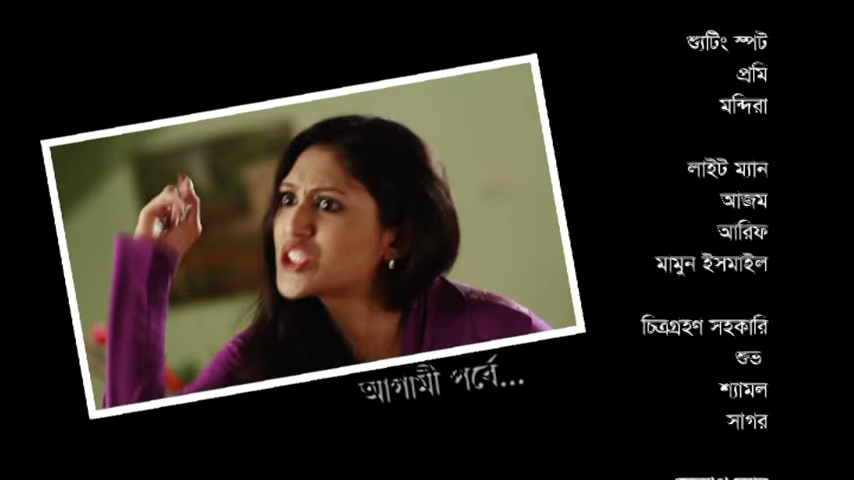 শ্যুটিং স্পট
প্রমি
মন্দিরা
লাইট ম্যান
আজম
আরিফ
মামুন ইসমাইল
চিত্রগ্রহণ সহকারি
শুভ
শ্যামল
সাগর
আগামী পর্বে...